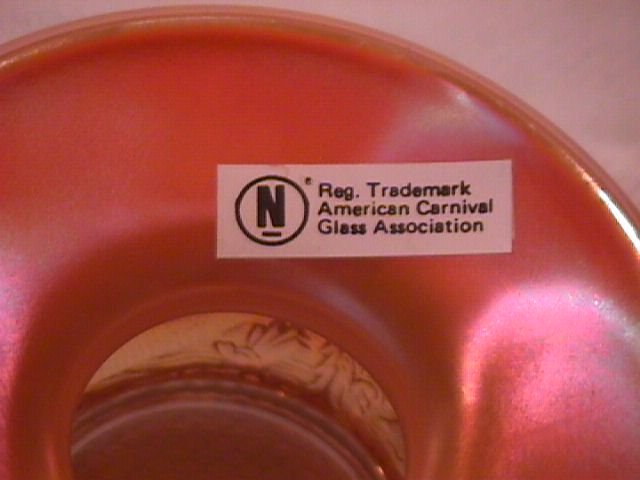 N ® Reg. Trademark
American Carnival
Glass Association